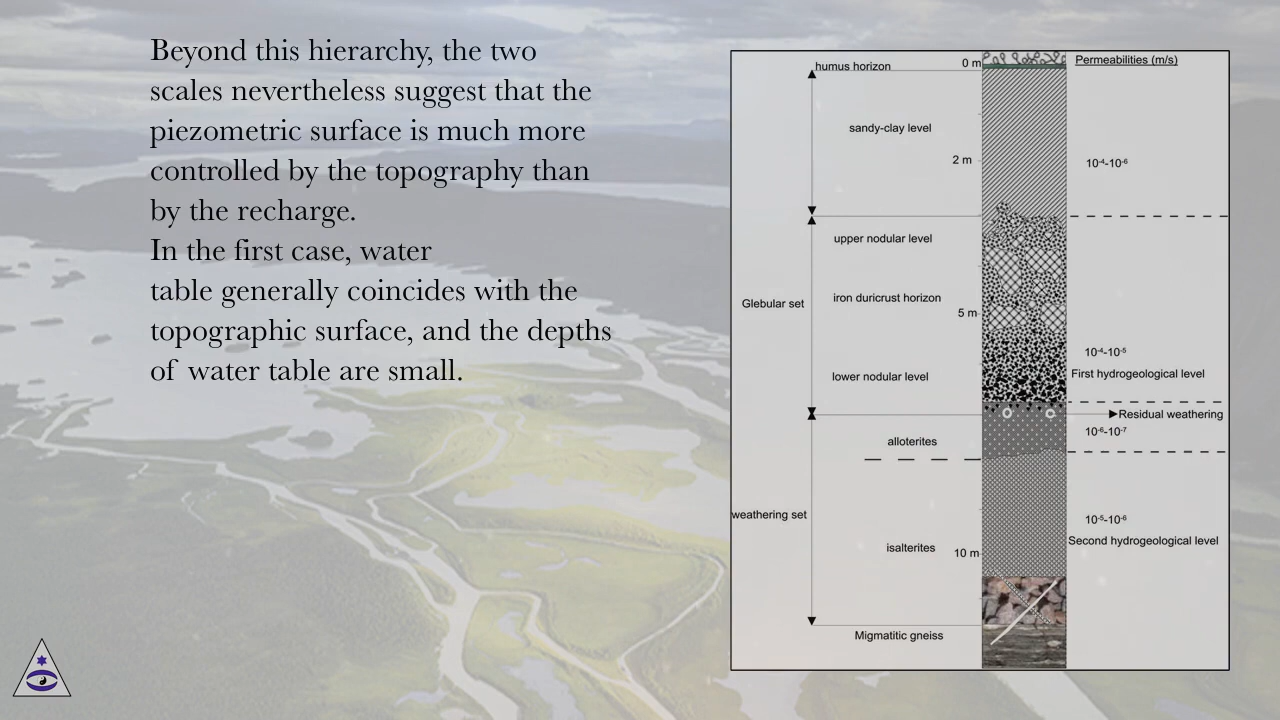 Beyond this hierarchy, the two
scales nevertheless suggest that the
piezometric surface is much more
controlled by the topography than
by the recharge.
In the first case, water
table generally coincides with the
topographic surface, and the depths
of water table are small.
humus horizon
0 m
Permeabilities (m/s)
sandy-clay level
2 m
10⁻⁴-10⁻⁶
upper nodular level
Glebular set
iron duricrust horizon
5 m
10⁻⁴-10⁻⁵
First hydrogeological level
lower nodular level
Residual weathering
10⁻⁶-10⁻⁷
alloterites
weathering set
10⁻⁵-10⁻⁶
Second hydrogeological level
isalterites
10 m
Migmatitic gneiss